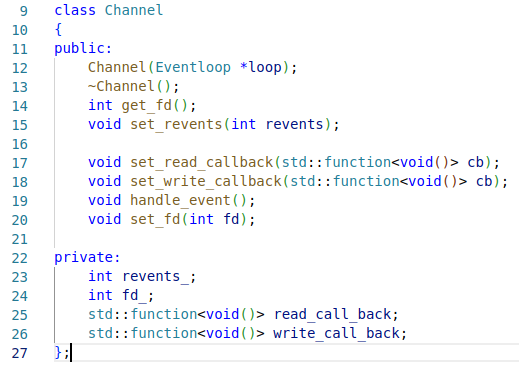 9 class Channel
10 {
11 public:
12     Channel(Eventloop *loop);
13     ~Channel();
14     int get_fd();
15     void set_revents(int revents);
16
17     void set_read_callback(std::function<void()> cb);
18     void set_write_callback(std::function<void()> cb);
19     void handle_event();
20     void set_fd(int fd);
21
22 private:
23     int revents_;
24     int fd_;
25     std::function<void()> read_call_back;
26     std::function<void()> write_call_back;
27 };